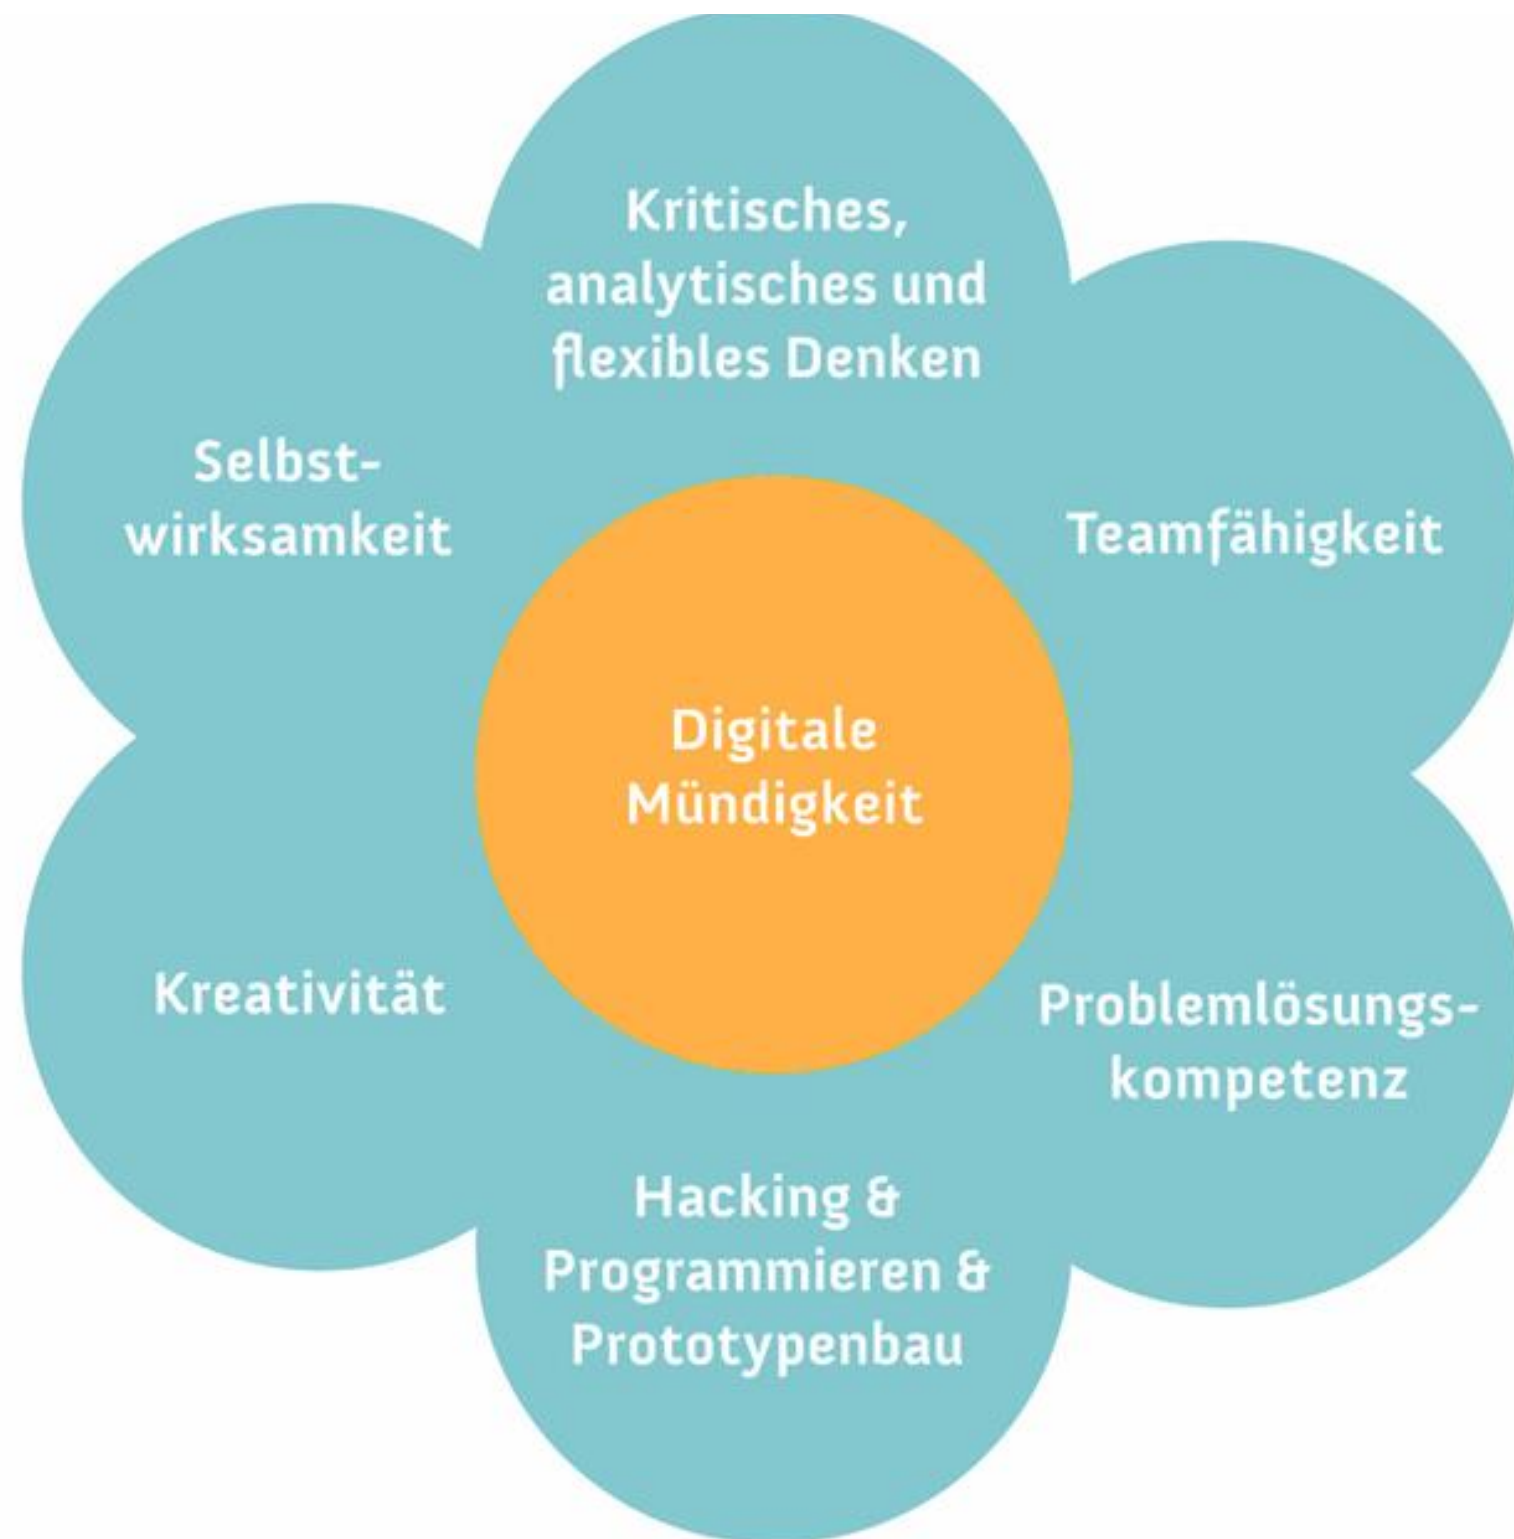 Kritisches,
analytisches und
flexibles Denken
Selbst-
wirksamkeit
Teamfähigkeit
Digitale
Mündigkeit
Kreativität
Problemlösungs-
kompetenz
Hacking &
Programmieren &
Prototypenbau